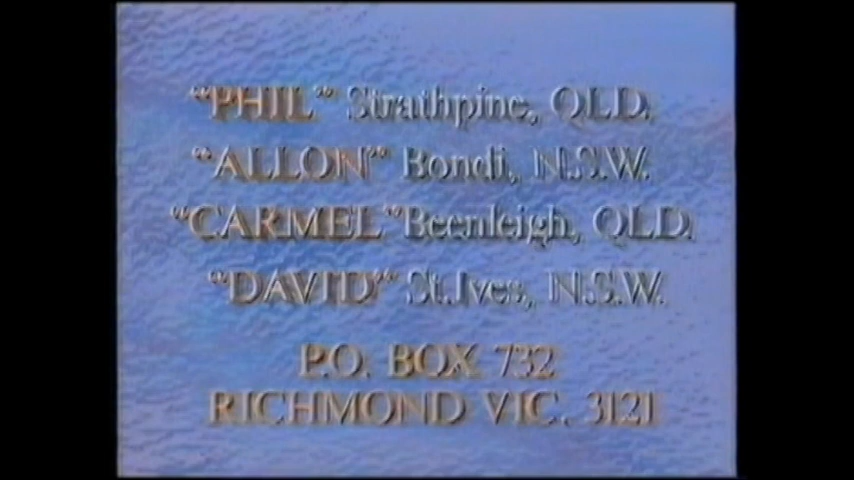 “PHIL” Strathpine, QLD.
“ALLON” Bondi, N.S.W.
“CARMEL” Beenleigh, QLD.
“DAVID” St.Ives, N.S.W.
P.O. BOX 732
RICHMOND VIC. 3121